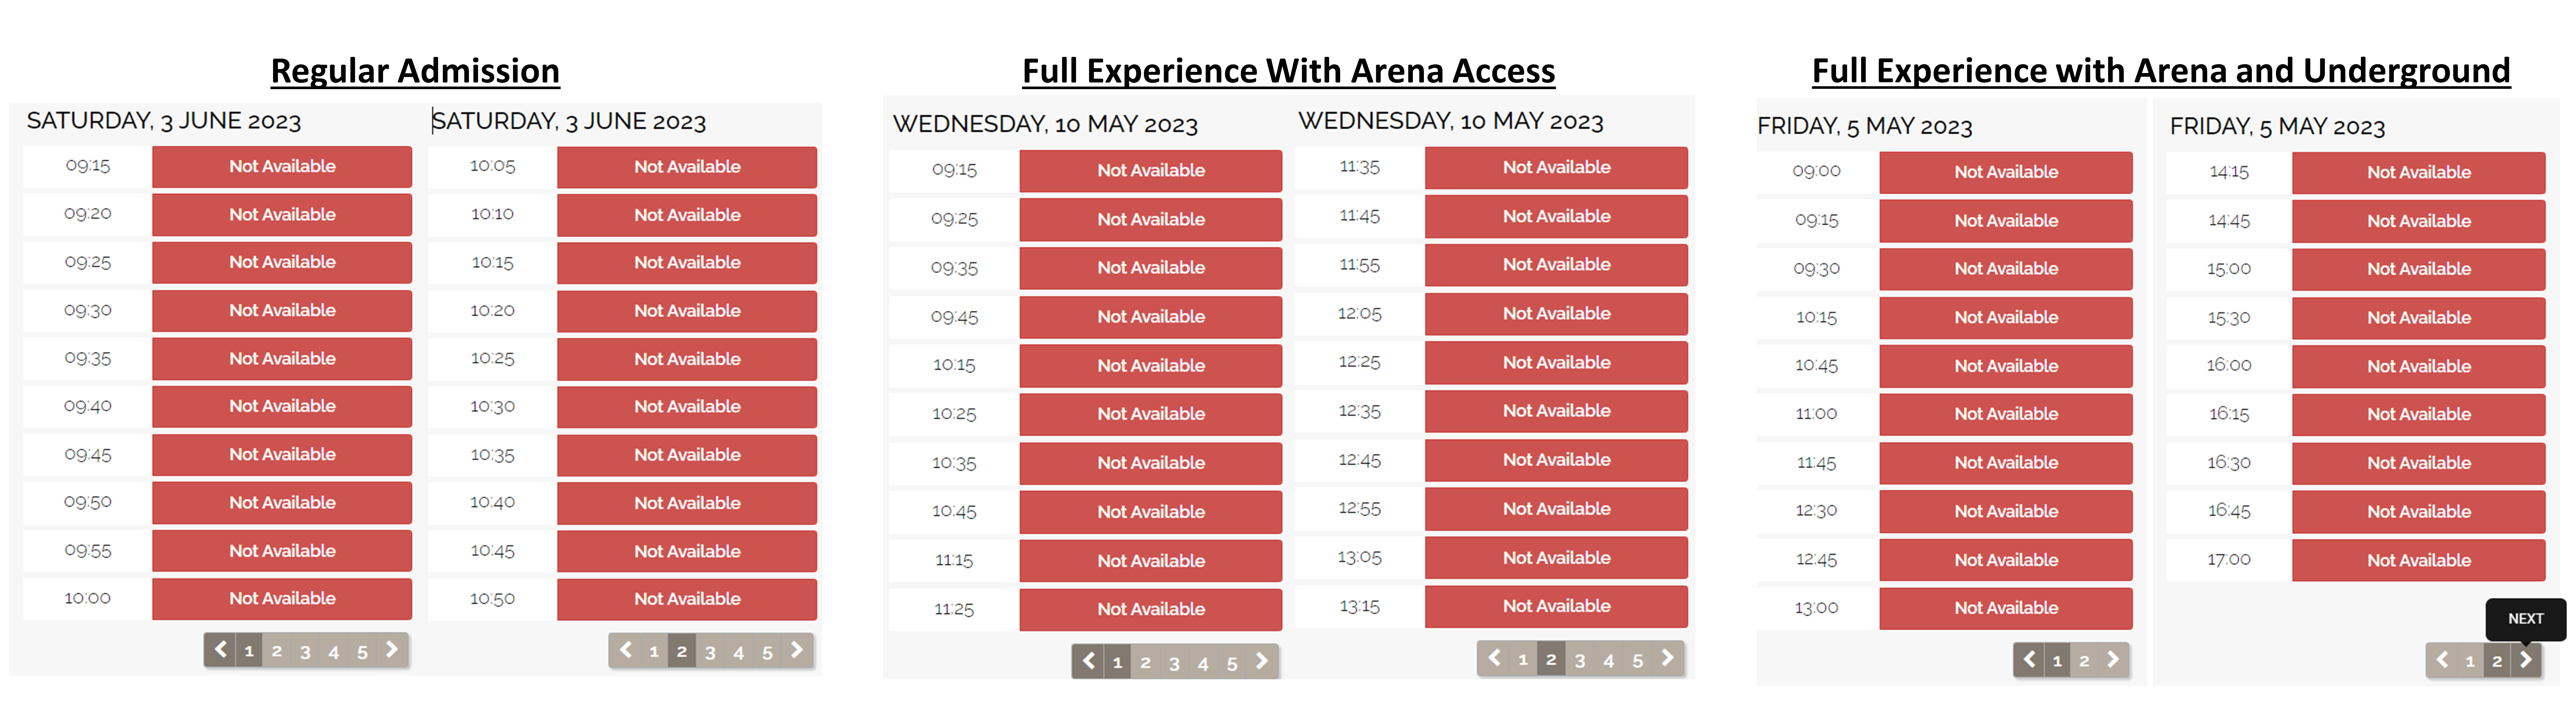 Regular Admission
SATURDAY, 3 JUNE 2023
09:15 Not Available
09:20 Not Available
09:25 Not Available
09:30 Not Available
09:35 Not Available
09:40 Not Available
09:45 Not Available
09:50 Not Available
09:55 Not Available
10:00 Not Available
1 2 3 4 5
SATURDAY, 3 JUNE 2023
10:05 Not Available
10:10 Not Available
10:15 Not Available
10:20 Not Available
10:25 Not Available
10:30 Not Available
10:35 Not Available
10:40 Not Available
10:45 Not Available
10:50 Not Available
1 2 3 4 5
Full Experience With Arena Access
WEDNESDAY, 10 MAY 2023
09:15 Not Available
09:25 Not Available
09:35 Not Available
09:45 Not Available
10:15 Not Available
10:25 Not Available
10:35 Not Available
10:45 Not Available
11:15 Not Available
11:25 Not Available
1 2 3 4 5
WEDNESDAY, 10 MAY 2023
11:35 Not Available
11:45 Not Available
11:55 Not Available
12:05 Not Available
12:25 Not Available
12:35 Not Available
12:45 Not Available
12:55 Not Available
13:05 Not Available
13:15 Not Available
1 2 3 4 5
Full Experience with Arena and Underground
FRIDAY, 5 MAY 2023
09:00 Not Available
09:15 Not Available
09:30 Not Available
10:15 Not Available
10:45 Not Available
11:00 Not Available
11:45 Not Available
12:30 Not Available
12:45 Not Available
13:00 Not Available
1 2
FRIDAY, 5 MAY 2023
14:15 Not Available
14:45 Not Available
15:00 Not Available
15:30 Not Available
16:00 Not Available
16:15 Not Available
16:30 Not Available
16:45 Not Available
17:00 Not Available
NEXT
1 2